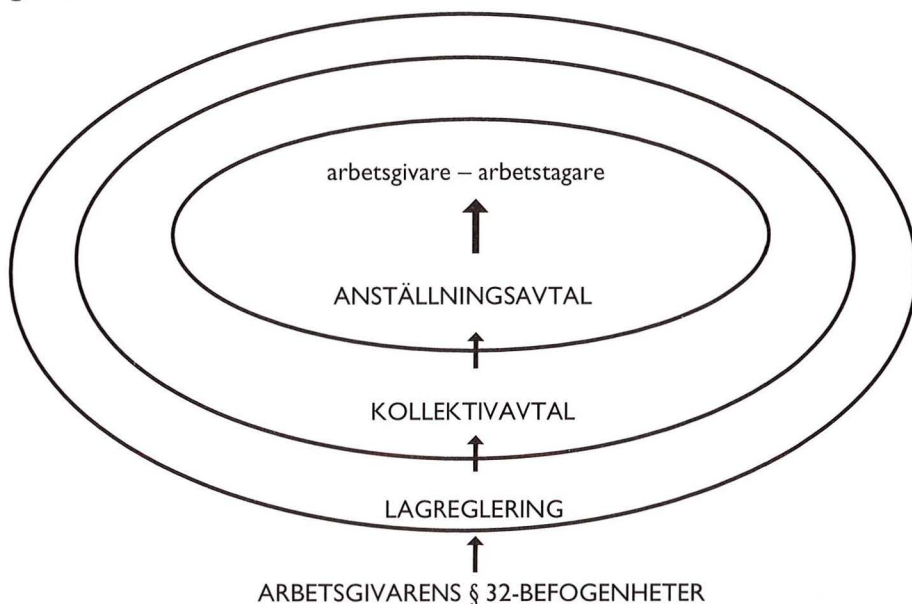 arbetsgivare – arbetstagare
ANSTÄLLNINGSAVTAL
KOLLEKTIVAVTAL
LAGREGLERING
ARBETSGIVARENS § 32-BEFOGENHETER